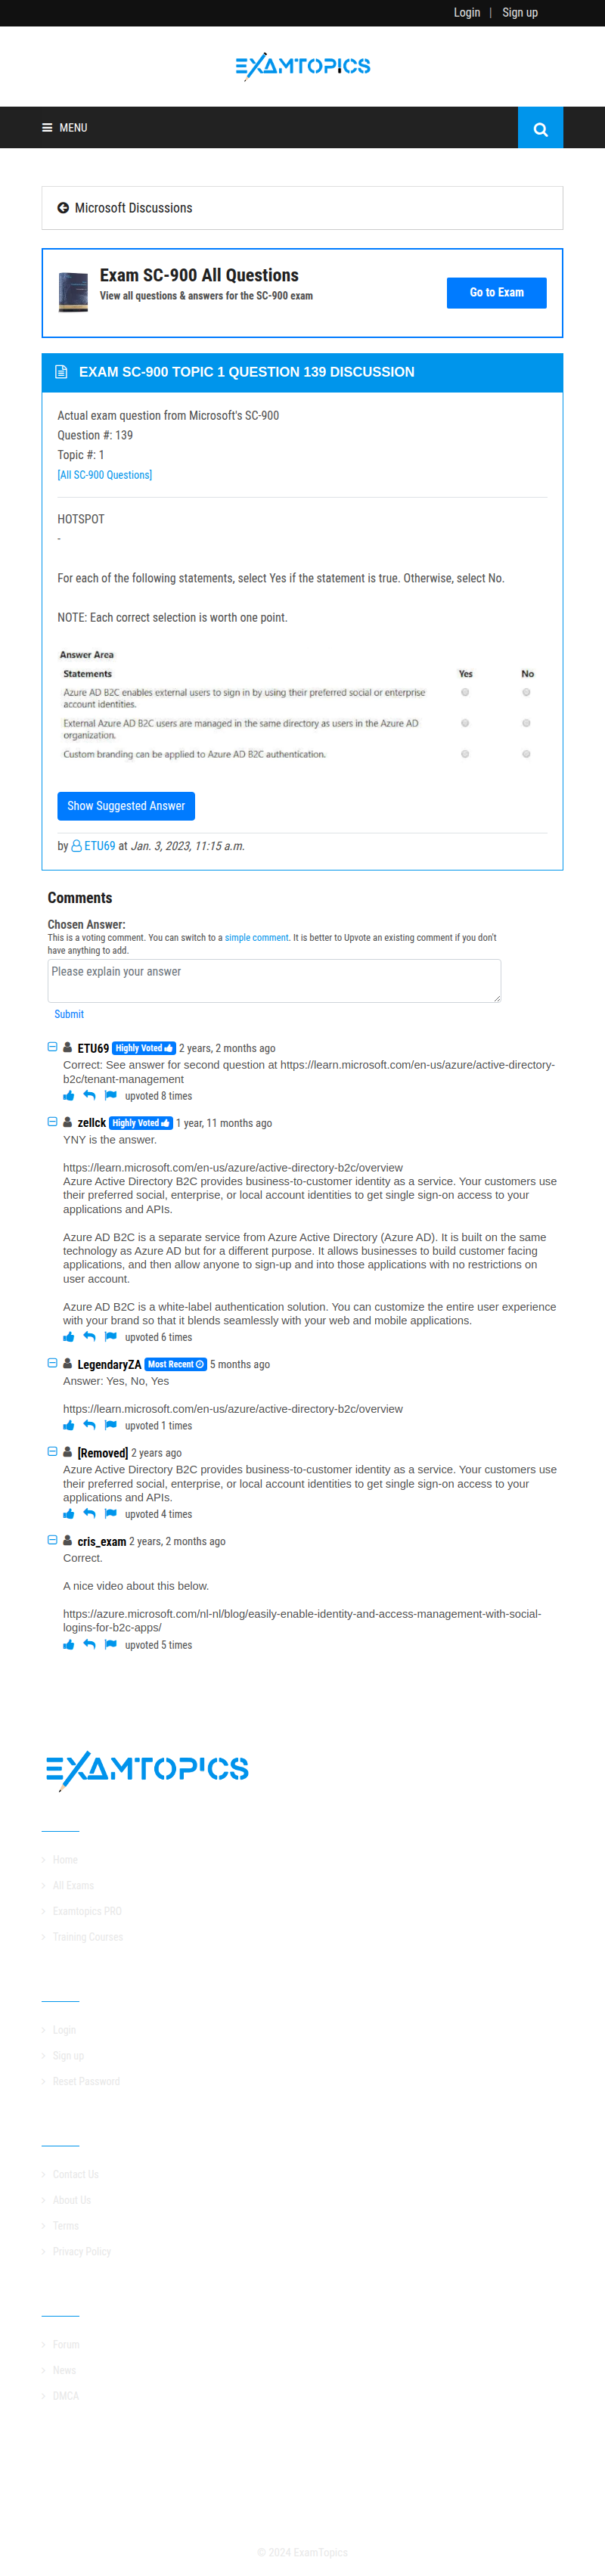 Login | Sign up
EXAMTOPICS
MENU
Microsoft Discussions
Exam SC-900 All Questions
View all questions & answers for the SC-900 exam
Go to Exam
EXAM SC-900 TOPIC 1 QUESTION 139 DISCUSSION
Actual exam question from Microsoft's SC-900
Question #: 139
Topic #: 1
[All SC-900 Questions]
HOTSPOT
-
For each of the following statements, select Yes if the statement is true. Otherwise, select No.
NOTE: Each correct selection is worth one point.
Answer Area
Statements Yes No
Azure AD B2C enables external users to sign in by using their preferred social or enterprise
account identities.
External Azure AD B2C users are managed in the same directory as users in the Azure AD
organization.
Custom branding can be applied to Azure AD B2C authentication.
Show Suggested Answer
by ETU69 at Jan. 3, 2023, 11:15 a.m.
Comments
Chosen Answer:
This is a voting comment. You can switch to a simple comment. It is better to Upvote an existing comment if you don't
have anything to add.
Please explain your answer
Submit
ETU69 Highly Voted 2 years, 2 months ago
Correct: See answer for second question at https://learn.microsoft.com/en-us/azure/active-directory-
b2c/tenant-management
upvoted 8 times
zellck Highly Voted 1 year, 11 months ago
YNY is the answer.
https://learn.microsoft.com/en-us/azure/active-directory-b2c/overview
Azure Active Directory B2C provides business-to-customer identity as a service. Your customers use
their preferred social, enterprise, or local account identities to get single sign-on access to your
applications and APIs.
Azure AD B2C is a separate service from Azure Active Directory (Azure AD). It is built on the same
technology as Azure AD but for a different purpose. It allows businesses to build customer facing
applications, and then allow anyone to sign-up and into those applications with no restrictions on
user account.
Azure AD B2C is a white-label authentication solution. You can customize the entire user experience
with your brand so that it blends seamlessly with your web and mobile applications.
upvoted 6 times
LegendaryZA Most Recent 5 months ago
Answer: Yes, No, Yes
https://learn.microsoft.com/en-us/azure/active-directory-b2c/overview
upvoted 1 times
[Removed] 2 years ago
Azure Active Directory B2C provides business-to-customer identity as a service. Your customers use
their preferred social, enterprise, or local account identities to get single sign-on access to your
applications and APIs.
upvoted 4 times
cris_exam 2 years, 2 months ago
Correct.
A nice video about this below.
https://azure.microsoft.com/nl-nl/blog/easily-enable-identity-and-access-management-with-social-
logins-for-b2c-apps/
upvoted 5 times
EXAMTOPICS
Home
All Exams
Examtopics PRO
Training Courses
Login
Sign up
Reset Password
Contact Us
About Us
Terms
Privacy Policy
Forum
News
DMCA
© 2024 ExamTopics